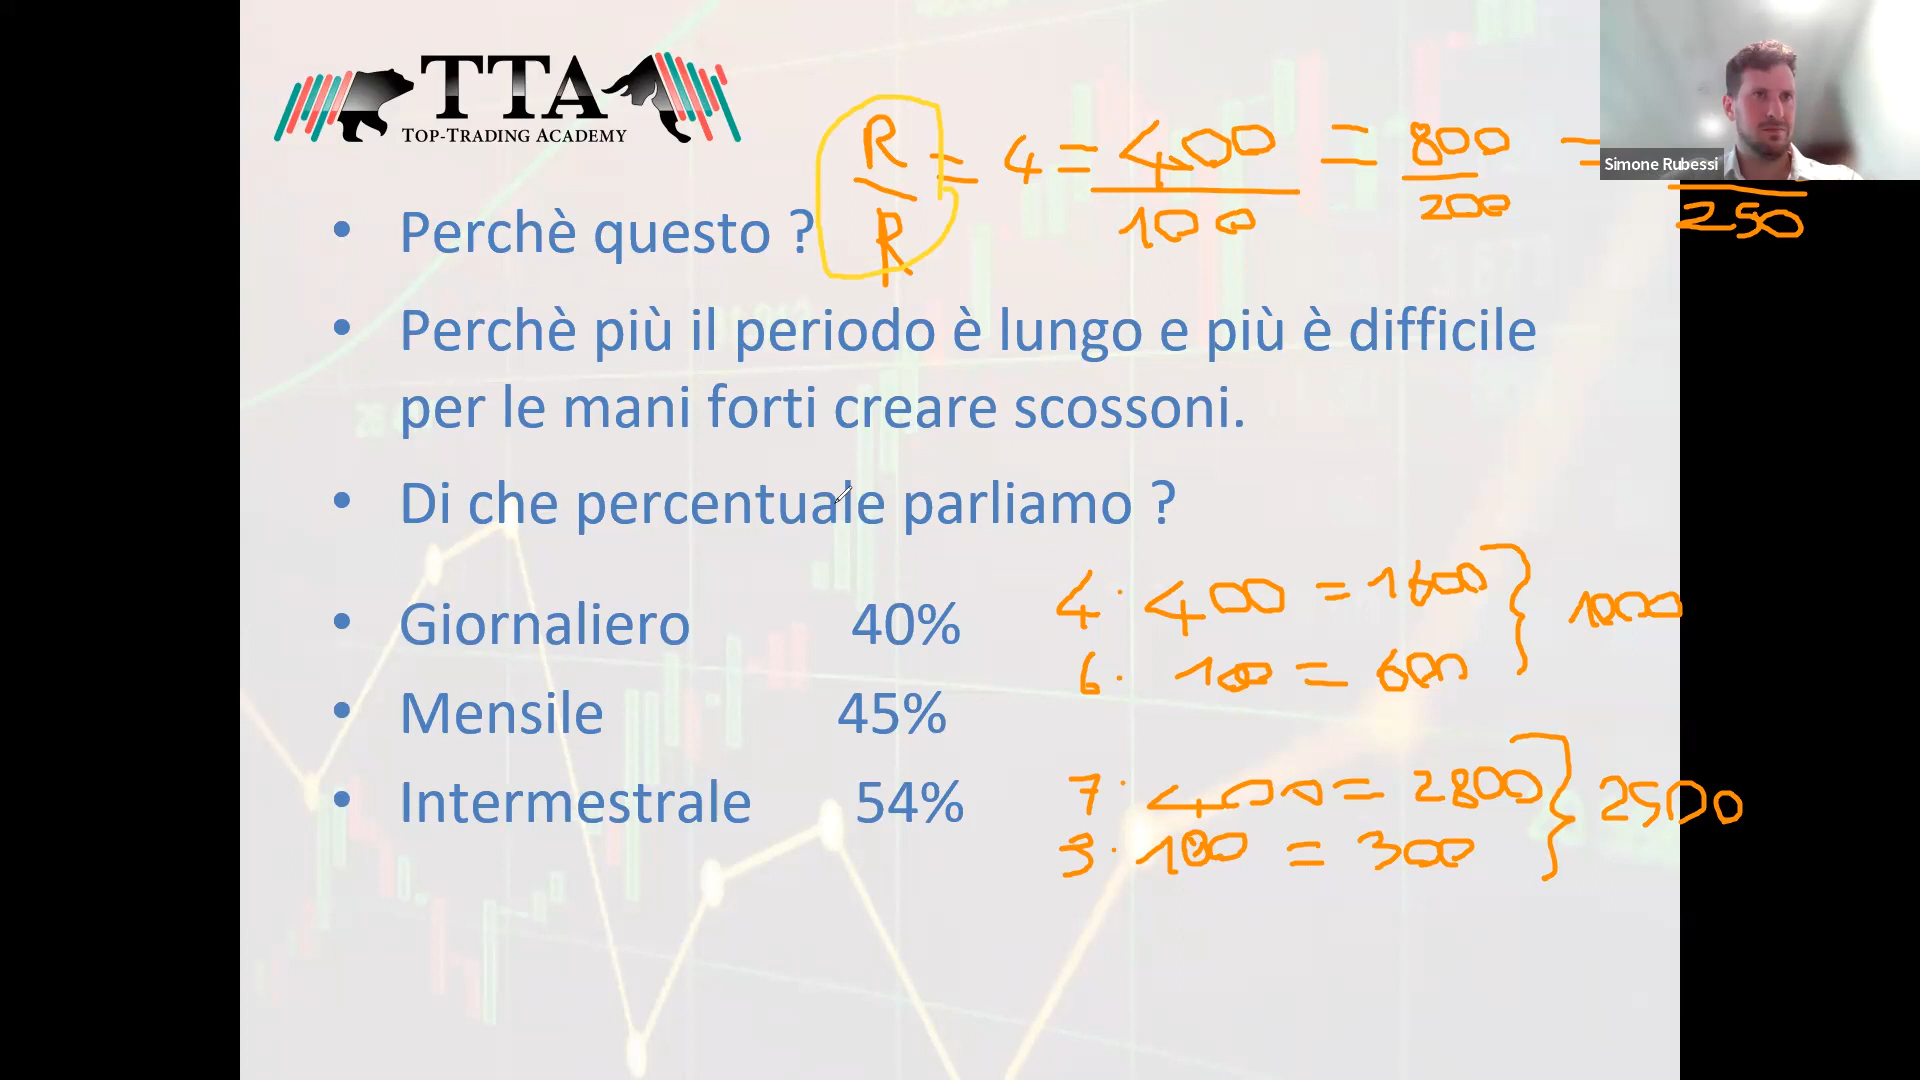 TTA
TOP-TRADING ACADEMY
R/R = 4 = 400/100 = 800/200 =
250
Simone Rubessi
• Perchè questo ?
• Perchè più il periodo è lungo e più è difficile
per le mani forti creare scossoni.
• Di che percentuale parliamo ?
4 · 400 = 1600 } 1000
• Giornaliero 40%
6 · 100 = 600
• Mensile 45%
7 · 400 = 2800 } 2500
• Intermestrale 54%
3 · 100 = 300